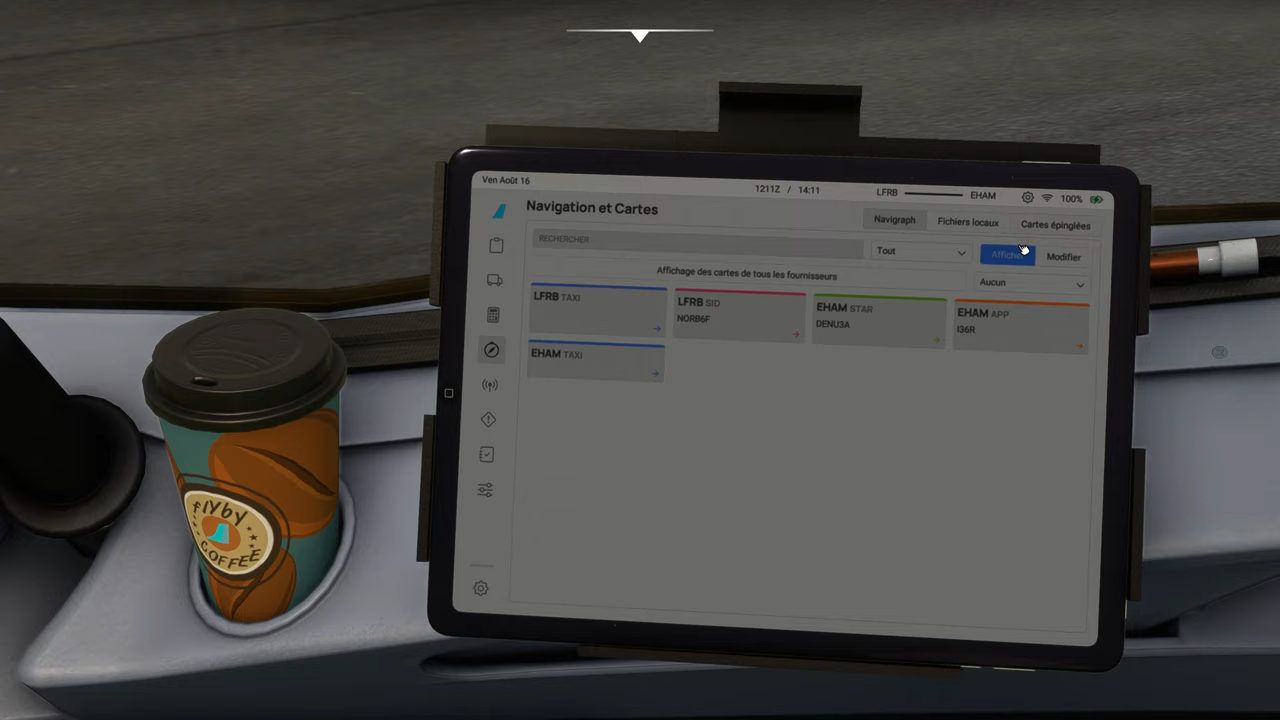 Ven Août 16
1211Z / 14:11
LFRB
EHAM
100%
Navigation et Cartes
Navigraph
Fichiers locaux
Cartes épinglées
RECHERCHER
Tout
Modifier
Affichage des cartes de tous les fournisseurs
Aucun
LFRB TAXI
LFRB SID
NORB6F
EHAM STAR
DENU3A
EHAM APP
I36R
EHAM TAXI
flyby
COFFEE